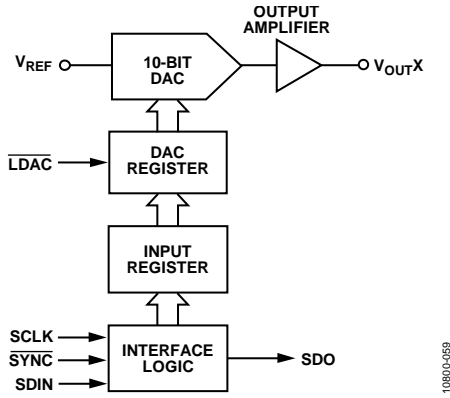 OUTPUT
AMPLIFIER
VREF
10-BIT
DAC
VOUTX
LDAC
DAC
REGISTER
INPUT
REGISTER
SCLK
SYNC
SDIN
INTERFACE
LOGIC
SDO
10800-059